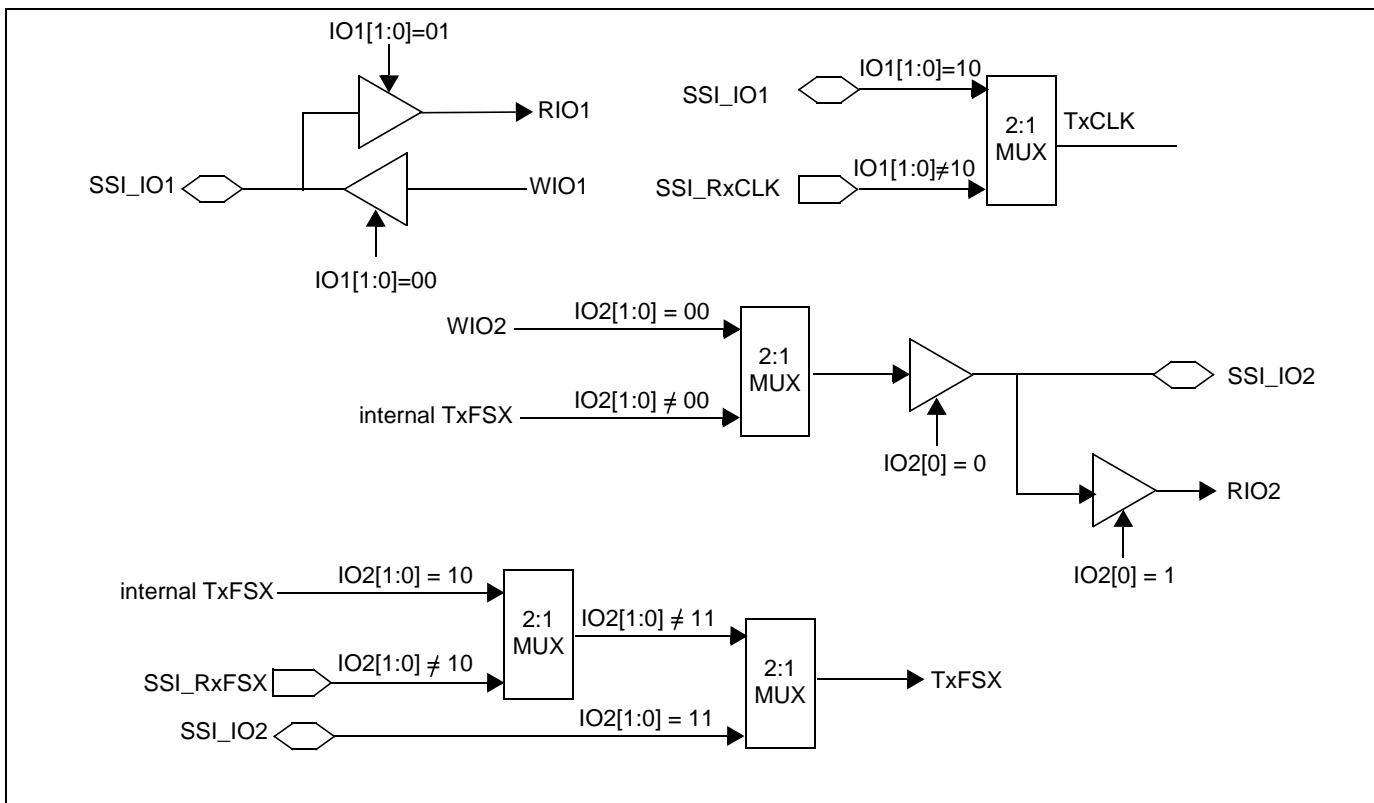 IO1[1:0]=01
RIO1
SSI_IO1
WIO1
IO1[1:0]=00
SSI_IO1
IO1[1:0]=10
2:1
MUX
TxCLK
SSI_RxCLK
IO1[1:0]≠10
WIO2
IO2[1:0] = 00
2:1
MUX
internal TxFSX
IO2[1:0] ≠ 00
IO2[0] = 0
SSI_IO2
RIO2
IO2[0] = 1
internal TxFSX
IO2[1:0] = 10
2:1
MUX
SSI_RxFSX
IO2[1:0] ≠ 10
IO2[1:0] ≠ 11
2:1
MUX
TxFSX
SSI_IO2
IO2[1:0] = 11